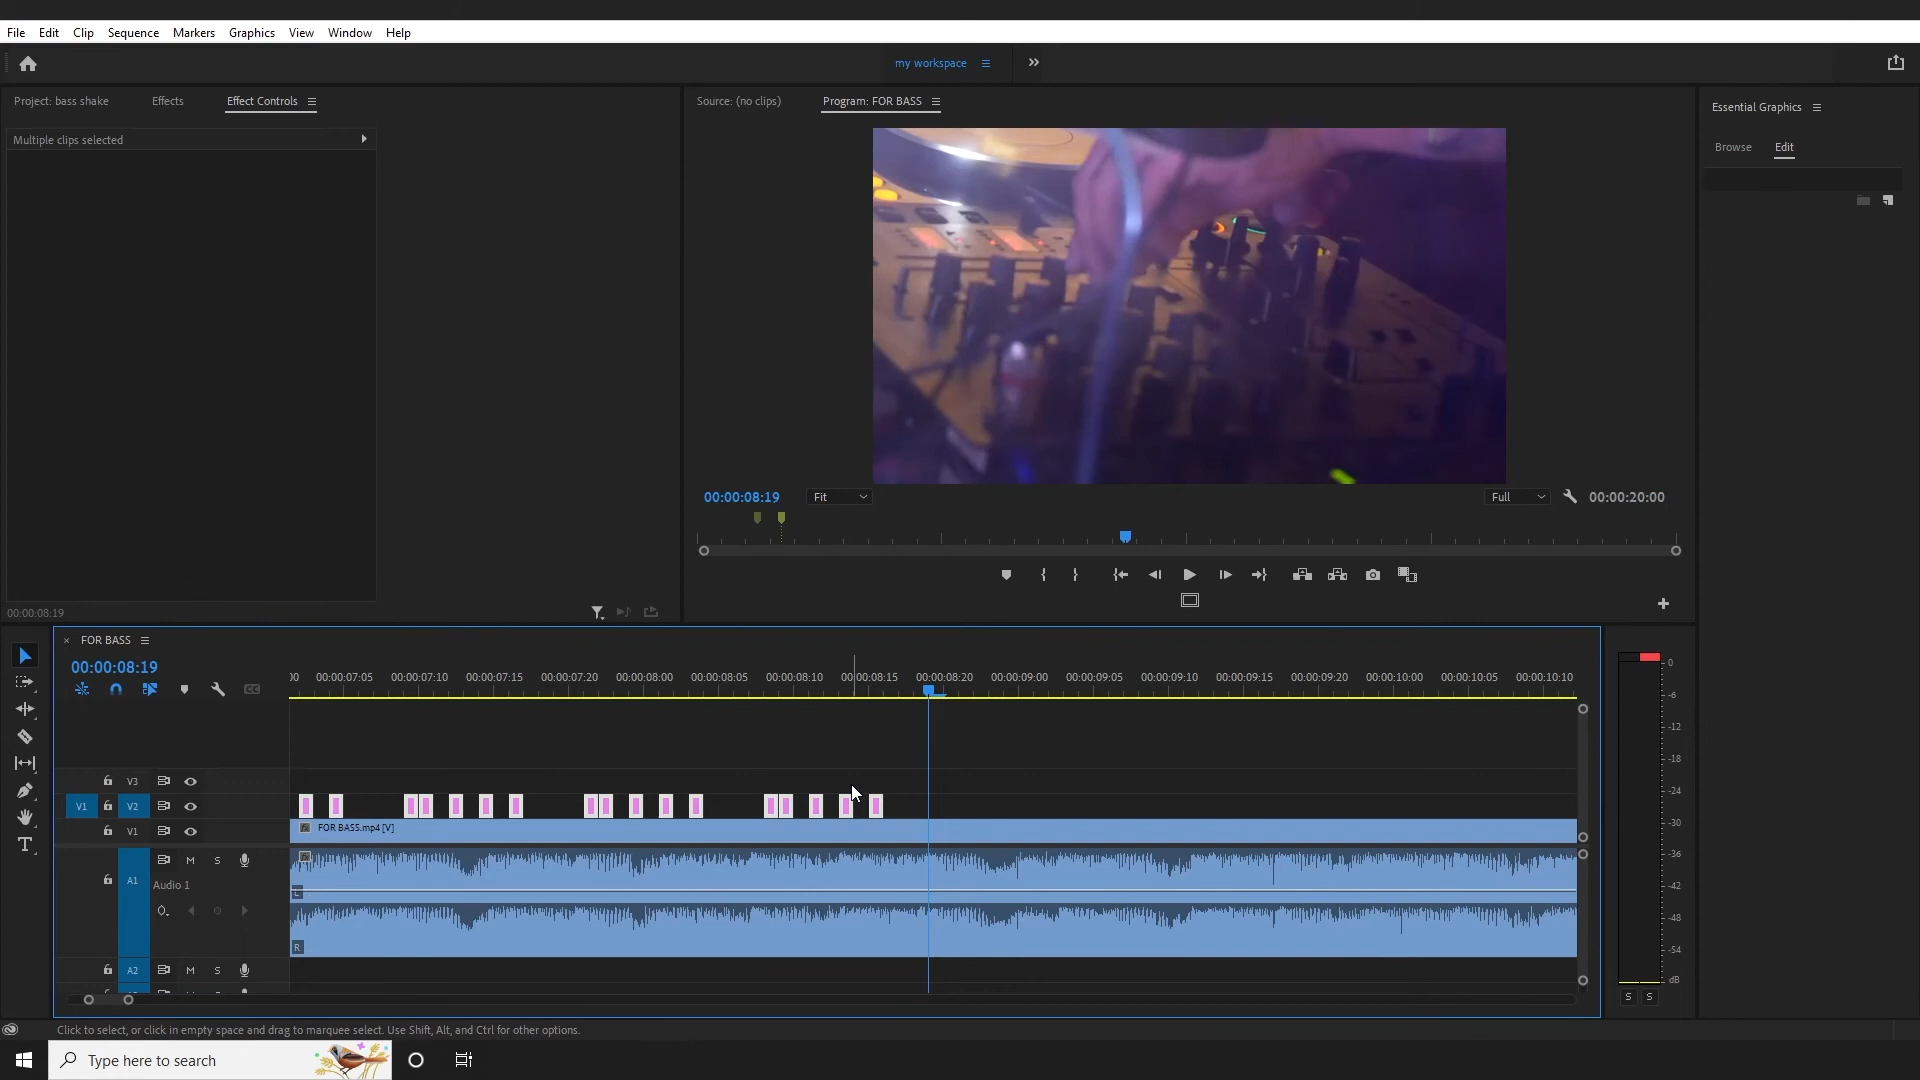 File Edit Clip Sequence Markers Graphics View Window Help
my workspace
Project: bass shake Effects Effect Controls
Source: (no clips) Program: FOR BASS
Essential Graphics
Multiple clips selected
Browse Edit
00:00:08:19 Fit Full 00:00:20:00
00:00:08:19
FOR BASS
00:00:08:19
00 00:00:07:05 00:00:07:10 00:00:07:15 00:00:07:20 00:00:08:00 00:00:08:05 00:00:08:10 00:00:08:15 00:00:08:20 00:00:09:00 00:00:09:05 00:00:09:10 00:00:09:15 00:00:09:20 00:00:10:00 00:00:10:05 00:00:10:10
V3
V1 V2
V1 FOR BASS.mp4 [V]
M S
A1 Audio 1
L
R
A2 M S
0
-6
-12
-18
-24
-30
-36
-42
-48
-54
dB
S S
Click to select, or click in empty space and drag to marquee select. Use Shift, Alt, and Ctrl for other options.
Type here to search